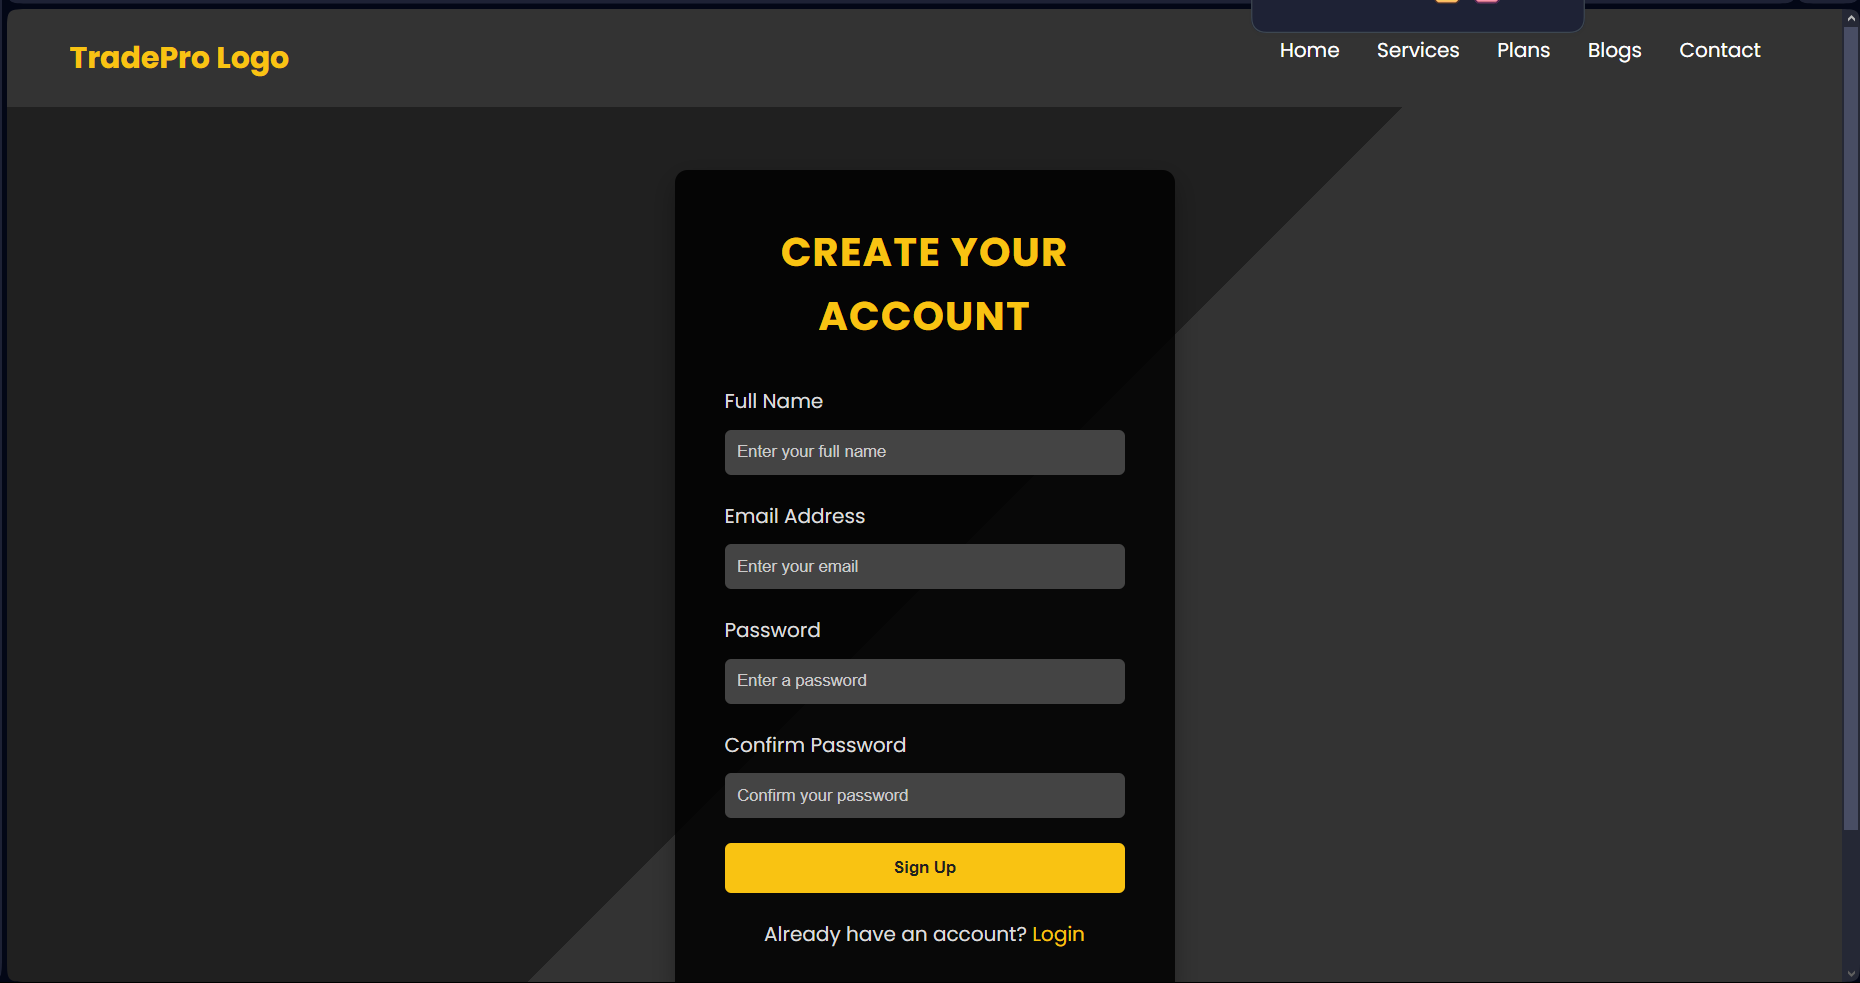 TradePro Logo
Home Services Plans Blogs Contact
CREATE YOUR
ACCOUNT
Full Name
Enter your full name
Email Address
Enter your email
Password
Enter a password
Confirm Password
Confirm your password
Sign Up
Already have an account? Login